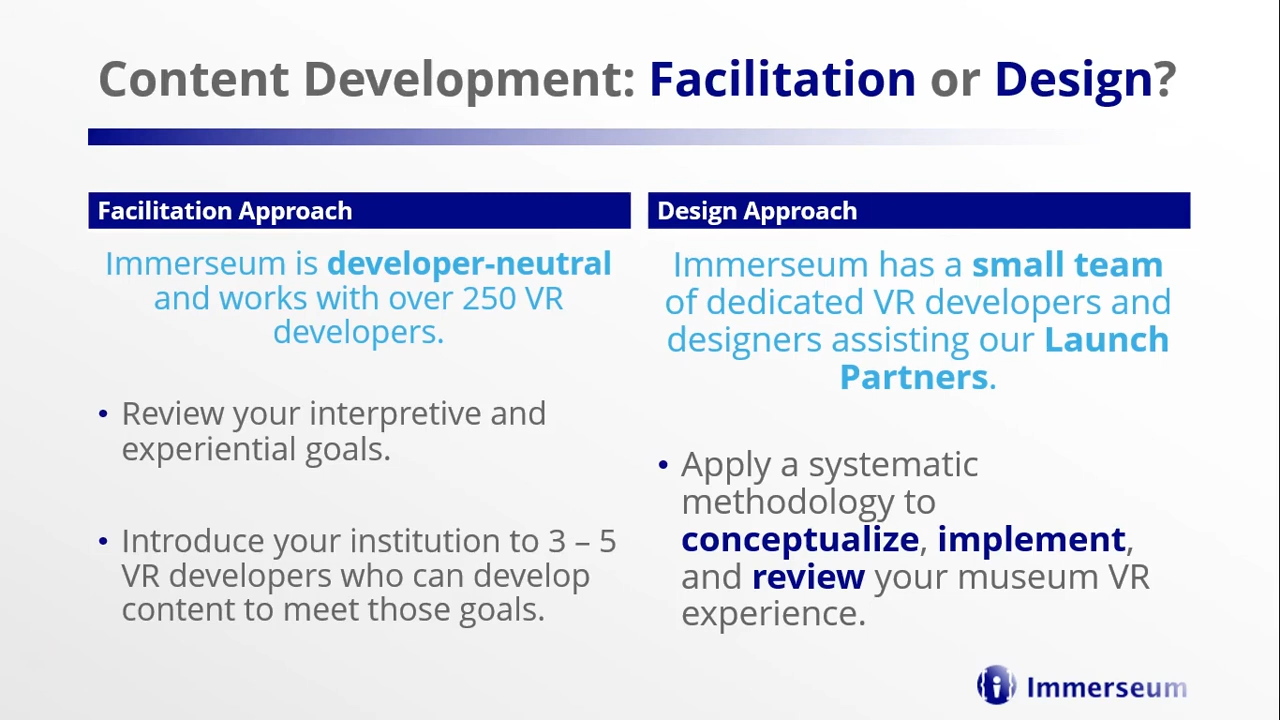 Content Development: Facilitation or Design?
Facilitation Approach
Immerseum is developer-neutral
and works with over 250 VR
developers.
• Review your interpretive and
experiential goals.
• Introduce your institution to 3 – 5
VR developers who can develop
content to meet those goals.
Design Approach
Immerseum has a small team
of dedicated VR developers and
designers assisting our Launch
Partners.
• Apply a systematic
methodology to
conceptualize, implement,
and review your museum VR
experience.
Immerseum